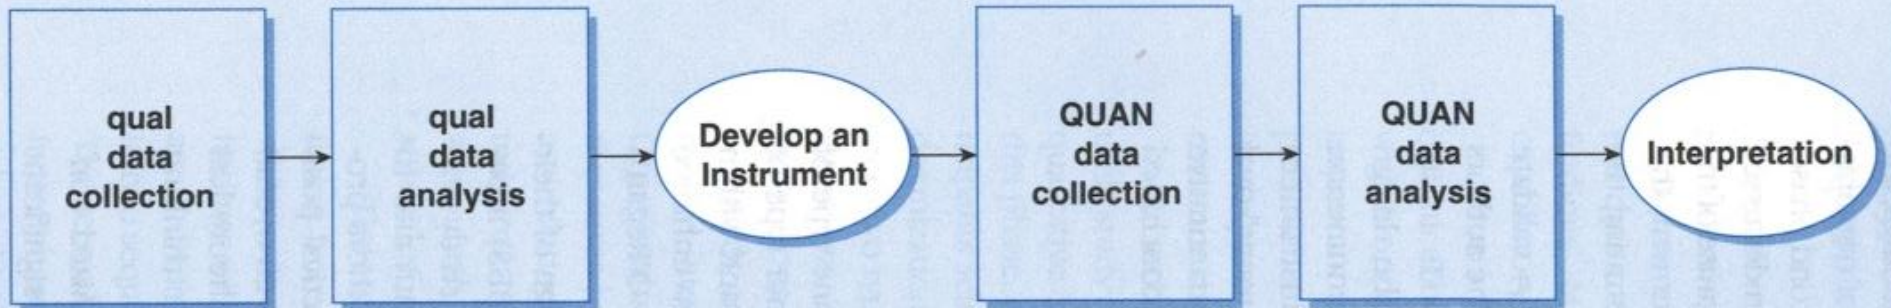 qual
data
collection
qual
data
analysis
Develop an
Instrument
QUAN
data
collection
QUAN
data
analysis
Interpretation